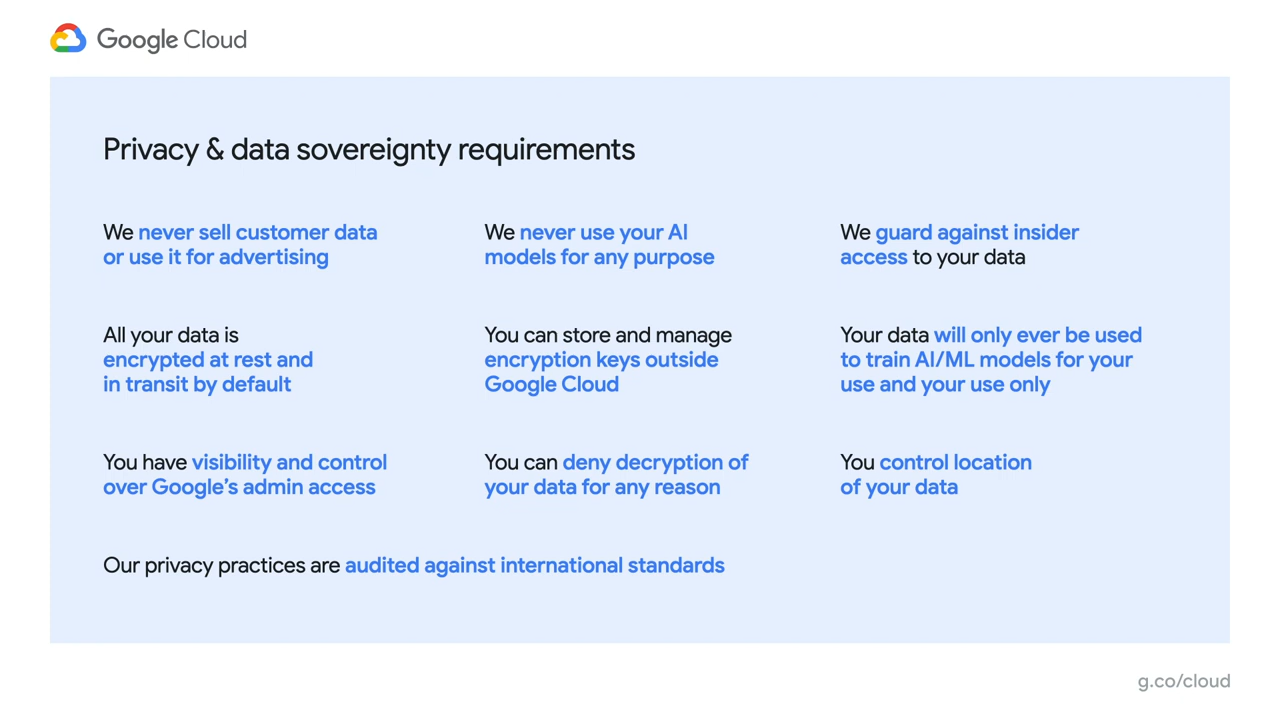 Google Cloud
Privacy & data sovereignty requirements
We never sell customer data
or use it for advertising
We never use your AI
models for any purpose
We guard against insider
access to your data
All your data is
encrypted at rest and
in transit by default
You can store and manage
encryption keys outside
Google Cloud
Your data will only ever be used
to train AI/ML models for your
use and your use only
You have visibility and control
over Google’s admin access
You can deny decryption of
your data for any reason
You control location
of your data
Our privacy practices are audited against international standards
g.co/cloud